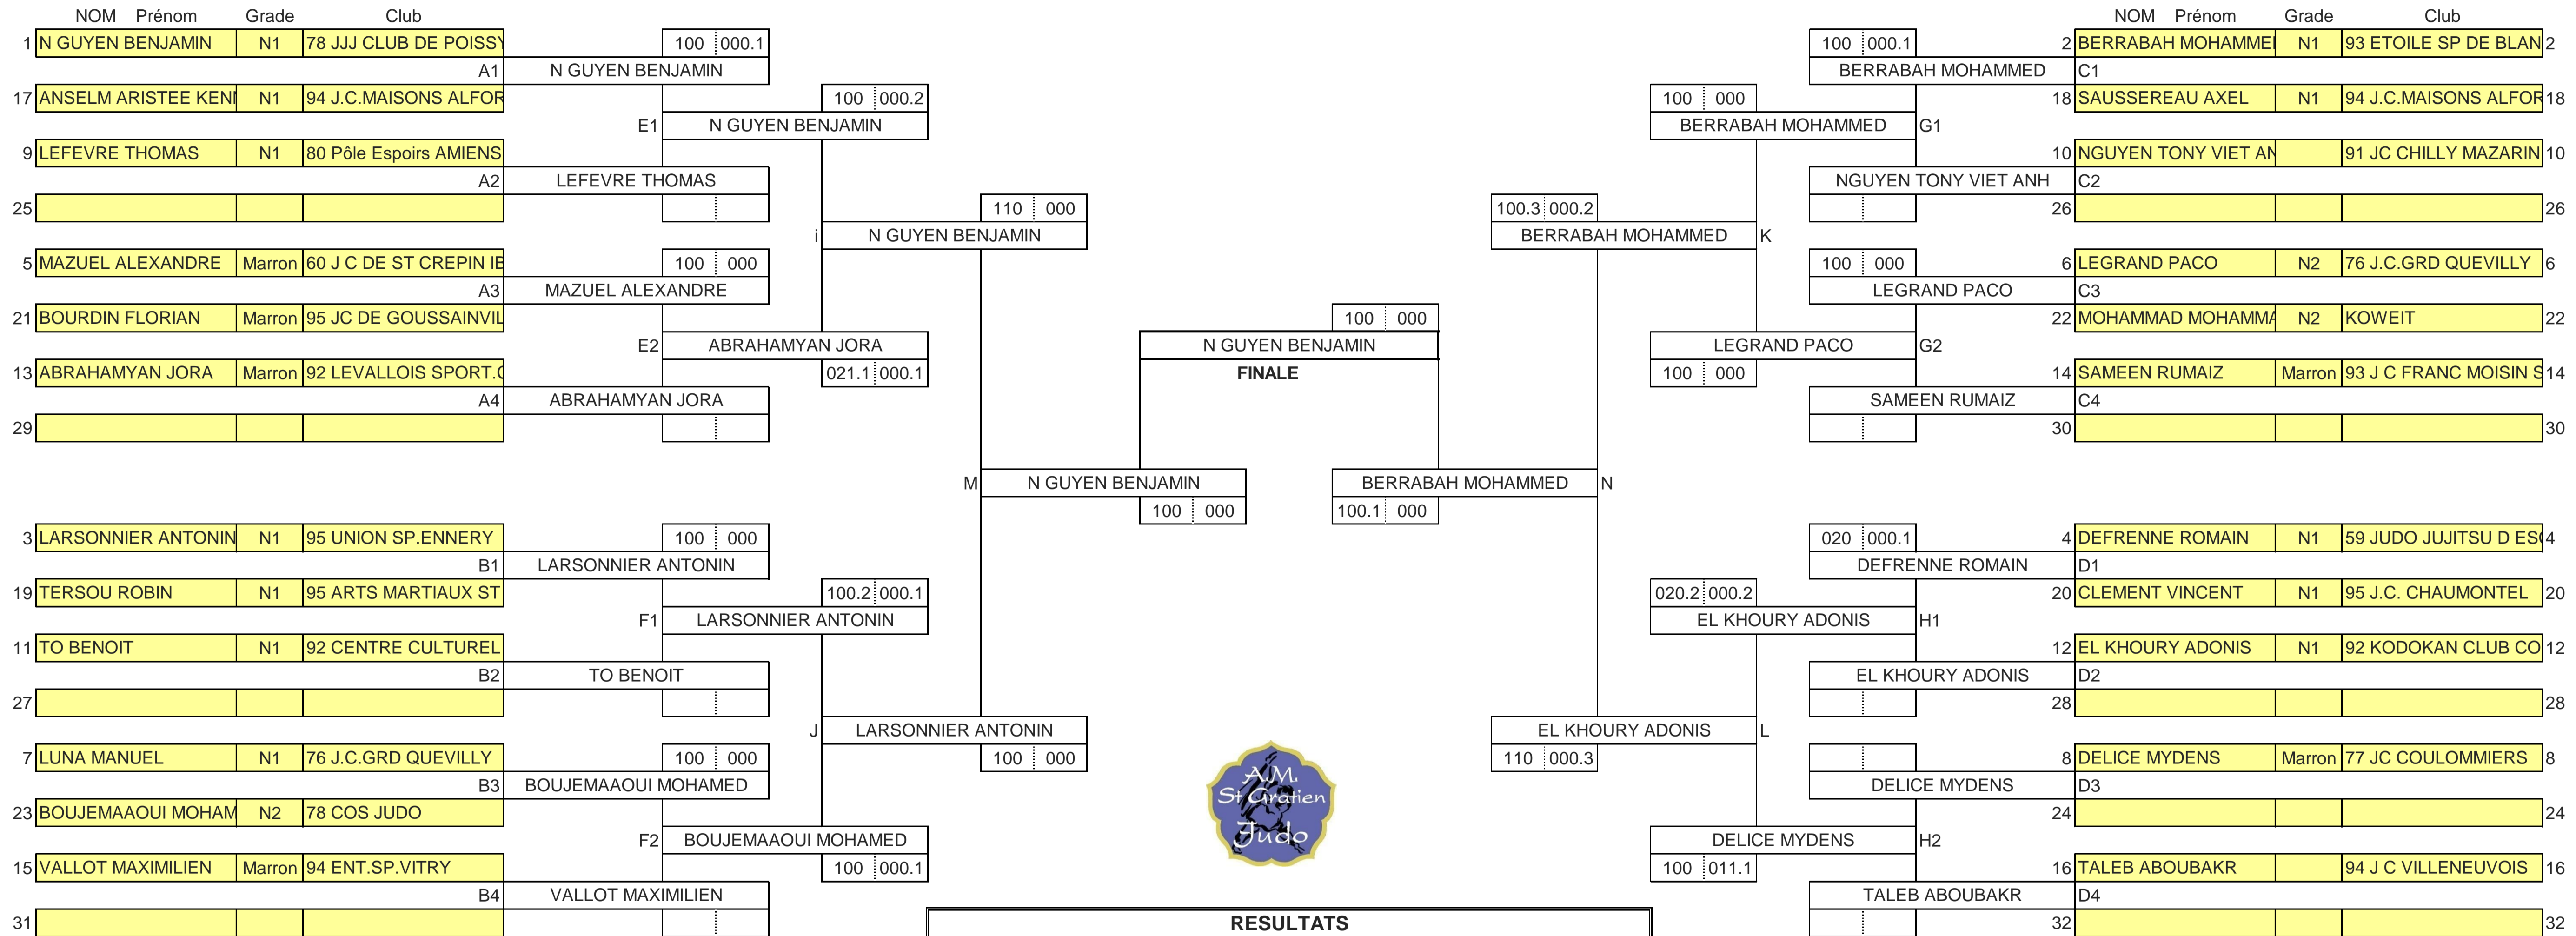 NOM Prénom Grade Club NOM Prénom Grade Club
1 N GUYEN BENJAMIN N1 78 JJJ CLUB DE POISSY 100 000.1 100 000.1 2 BERRABAH MOHAMME N1 93 ETOILE SP DE BLAN 2
A1 N GUYEN BENJAMIN BERRABAH MOHAMMED C1
17 ANSELM ARISTEE KEN N1 94 J.C.MAISONS ALFOR 100 000.2 100 000 18 SAUSSEREAU AXEL N1 94 J.C.MAISONS ALFOR 18
E1 N GUYEN BENJAMIN BERRABAH MOHAMMED G1
9 LEFEVRE THOMAS N1 80 Pôle Espoirs AMIENS 10 NGUYEN TONY VIET AN 91 JC CHILLY MAZARIN 10
A2 LEFEVRE THOMAS NGUYEN TONY VIET ANH C2
25 110 000 100.3 000.2 26 26
i N GUYEN BENJAMIN BERRABAH MOHAMMED K
5 MAZUEL ALEXANDRE Marron 60 J C DE ST CREPIN IB 100 000 100 000 6 LEGRAND PACO N2 76 J.C.GRD QUEVILLY 6
A3 MAZUEL ALEXANDRE LEGRAND PACO C3
21 BOURDIN FLORIAN Marron 95 JC DE GOUSSAINVIL 100 000 22 MOHAMMAD MOHAMMA N2 KOWEIT 22
E2 ABRAHAMYAN JORA N GUYEN BENJAMIN LEGRAND PACO G2
13 ABRAHAMYAN JORA Marron 92 LEVALLOIS SPORT. 021.1 000.1 FINALE 100 000 14 SAMEEN RUMAIZ Marron 93 J C FRANC MOISIN S 14
A4 ABRAHAMYAN JORA SAMEEN RUMAIZ C4
29 30 30
M N GUYEN BENJAMIN BERRABAH MOHAMMED N
100 000 100.1 000
3 LARSONNIER ANTONIN N1 95 UNION SP.ENNERY 100 000 020 000.1 4 DEFRENNE ROMAIN N1 59 JUDO JUJITSU D ES 4
B1 LARSONNIER ANTONIN DEFRENNE ROMAIN D1
19 TERSOU ROBIN N1 95 ARTS MARTIAUX ST 100.2 000.1 020.2 000.2 20 CLEMENT VINCENT N1 95 J.C. CHAUMONTEL 20
F1 LARSONNIER ANTONIN EL KHOURY ADONIS H1
11 TO BENOIT N1 92 CENTRE CULTUREL 12 EL KHOURY ADONIS N1 92 KODOKAN CLUB CO 12
B2 TO BENOIT EL KHOURY ADONIS D2
27 28 28
J LARSONNIER ANTONIN EL KHOURY ADONIS L
7 LUNA MANUEL N1 76 J.C.GRD QUEVILLY 100 000 100 000 110 000.3 8 DELICE MYDENS Marron 77 JC COULOMMIERS 8
A.M.
B3 BOUJEMAAOUI MOHAMED DELICE MYDENS D3
St Gratien
23 BOUJEMAAOUI MOHAM N2 78 COS JUDO 24 24
Judo
F2 BOUJEMAAOUI MOHAMED DELICE MYDENS H2
15 VALLOT MAXIMILIEN Marron 94 ENT.SP.VITRY 100 000.1 100 011.1 16 TALEB ABOUBAKR 94 J C VILLENEUVOIS 16
B4 VALLOT MAXIMILIEN TALEB ABOUBAKR D4
31 RESULTATS 32 32